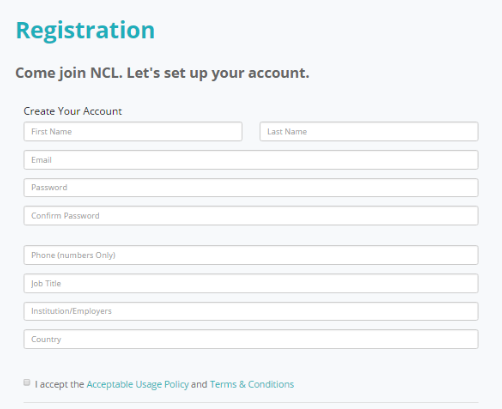 Registration
Come join NCL. Let's set up your account.
Create Your Account
First Name Last Name
Email
Password
Confirm Password
Phone (numbers Only)
Job Title
Institution/Employers
Country
I accept the Acceptable Usage Policy and Terms & Conditions